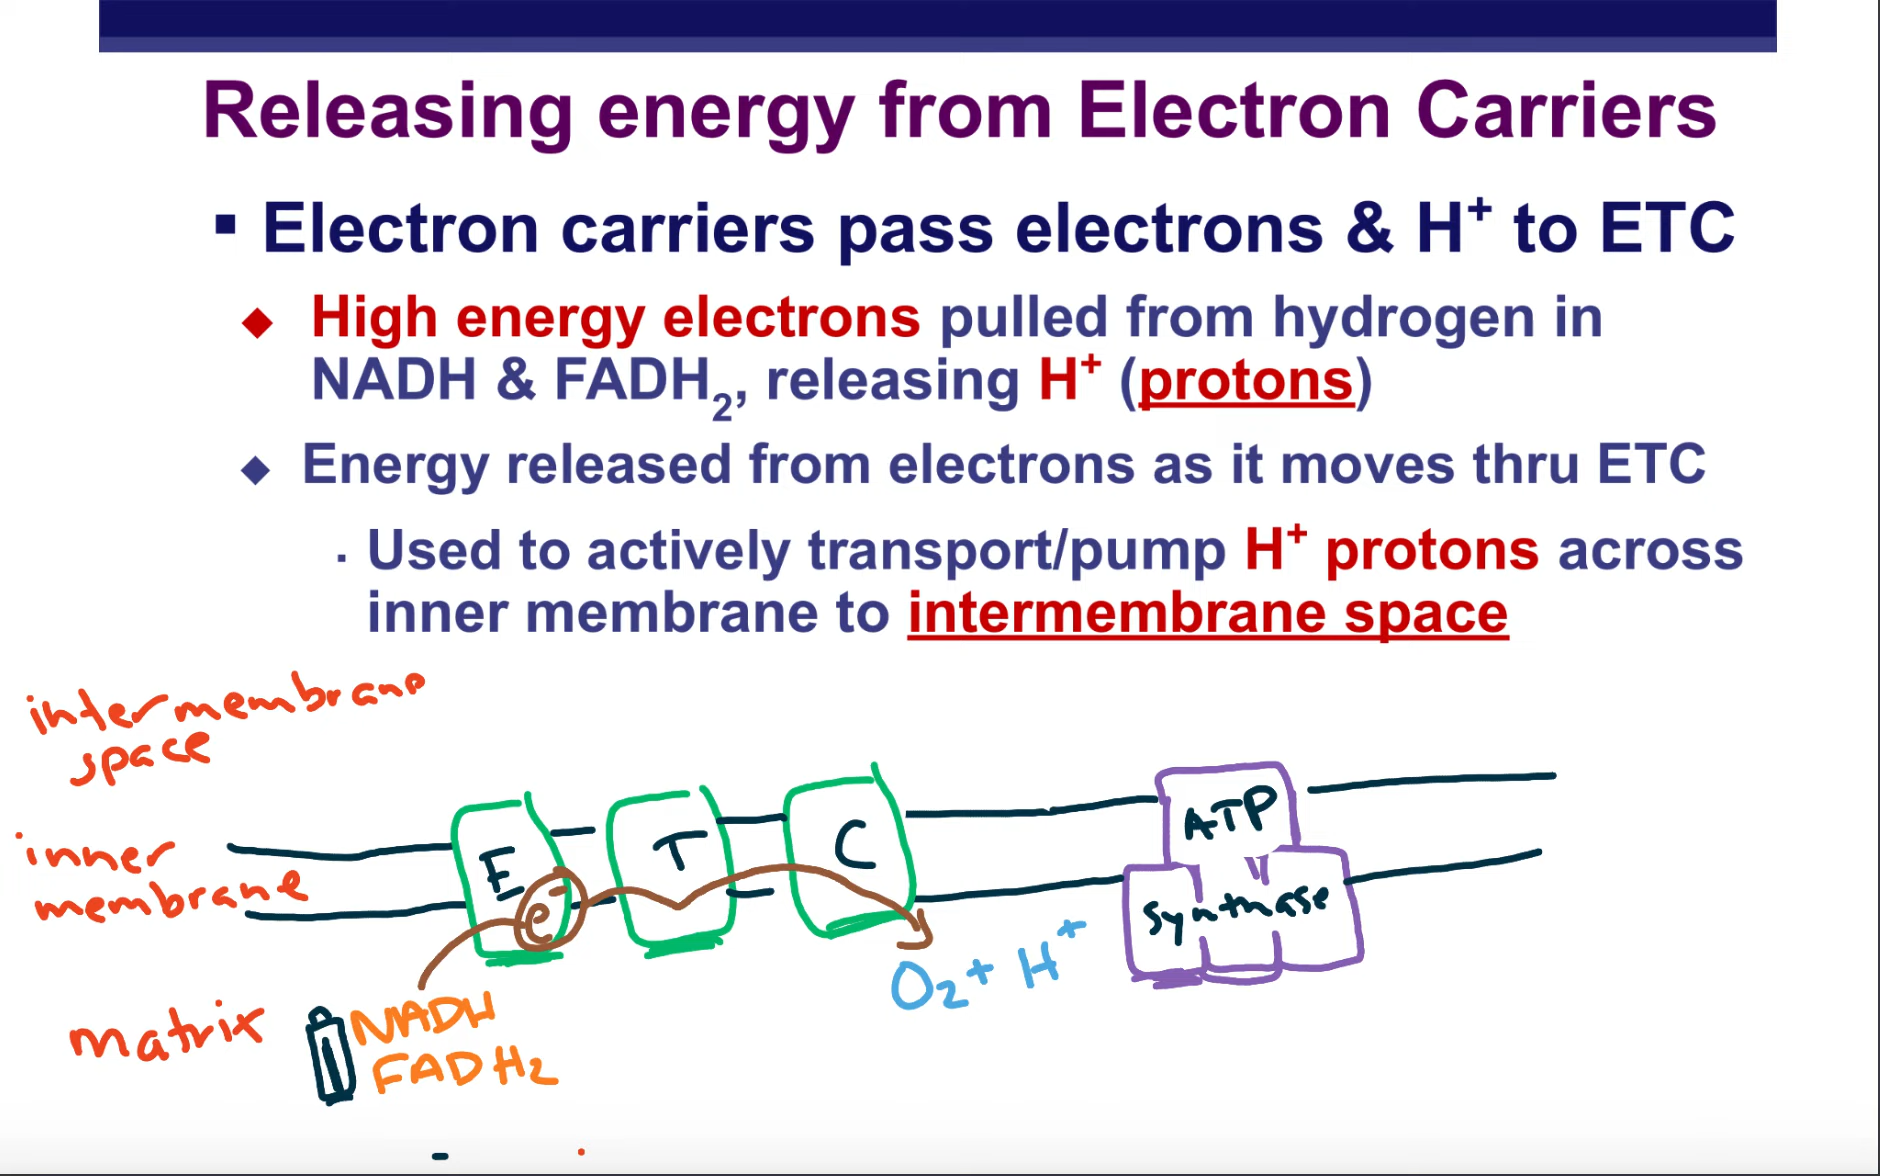 Releasing energy from Electron Carriers
▪ Electron carriers pass electrons & H⁺ to ETC
◆ High energy electrons pulled from hydrogen in
NADH & FADH₂, releasing H⁺ (protons)
◆ Energy released from electrons as it moves thru ETC
▪ Used to actively transport/pump H⁺ protons across
inner membrane to intermembrane space
intermembrane
space
inner
membrane
E
T
C
ATP
synthase
e⁻
O₂ + H⁺
matrix
NADH
FADH₂